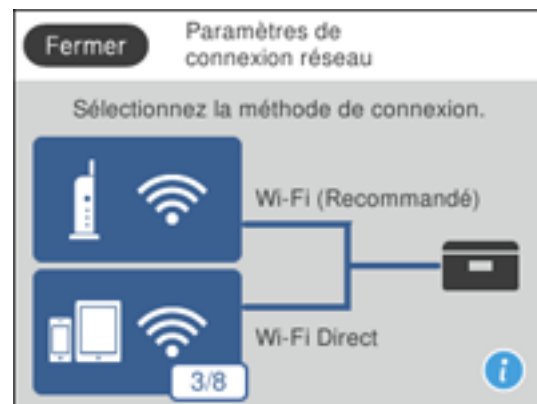 Fermer
Paramètres de
connexion réseau
Sélectionnez la méthode de connexion.
Wi-Fi (Recommandé)
Wi-Fi Direct
3/8
i